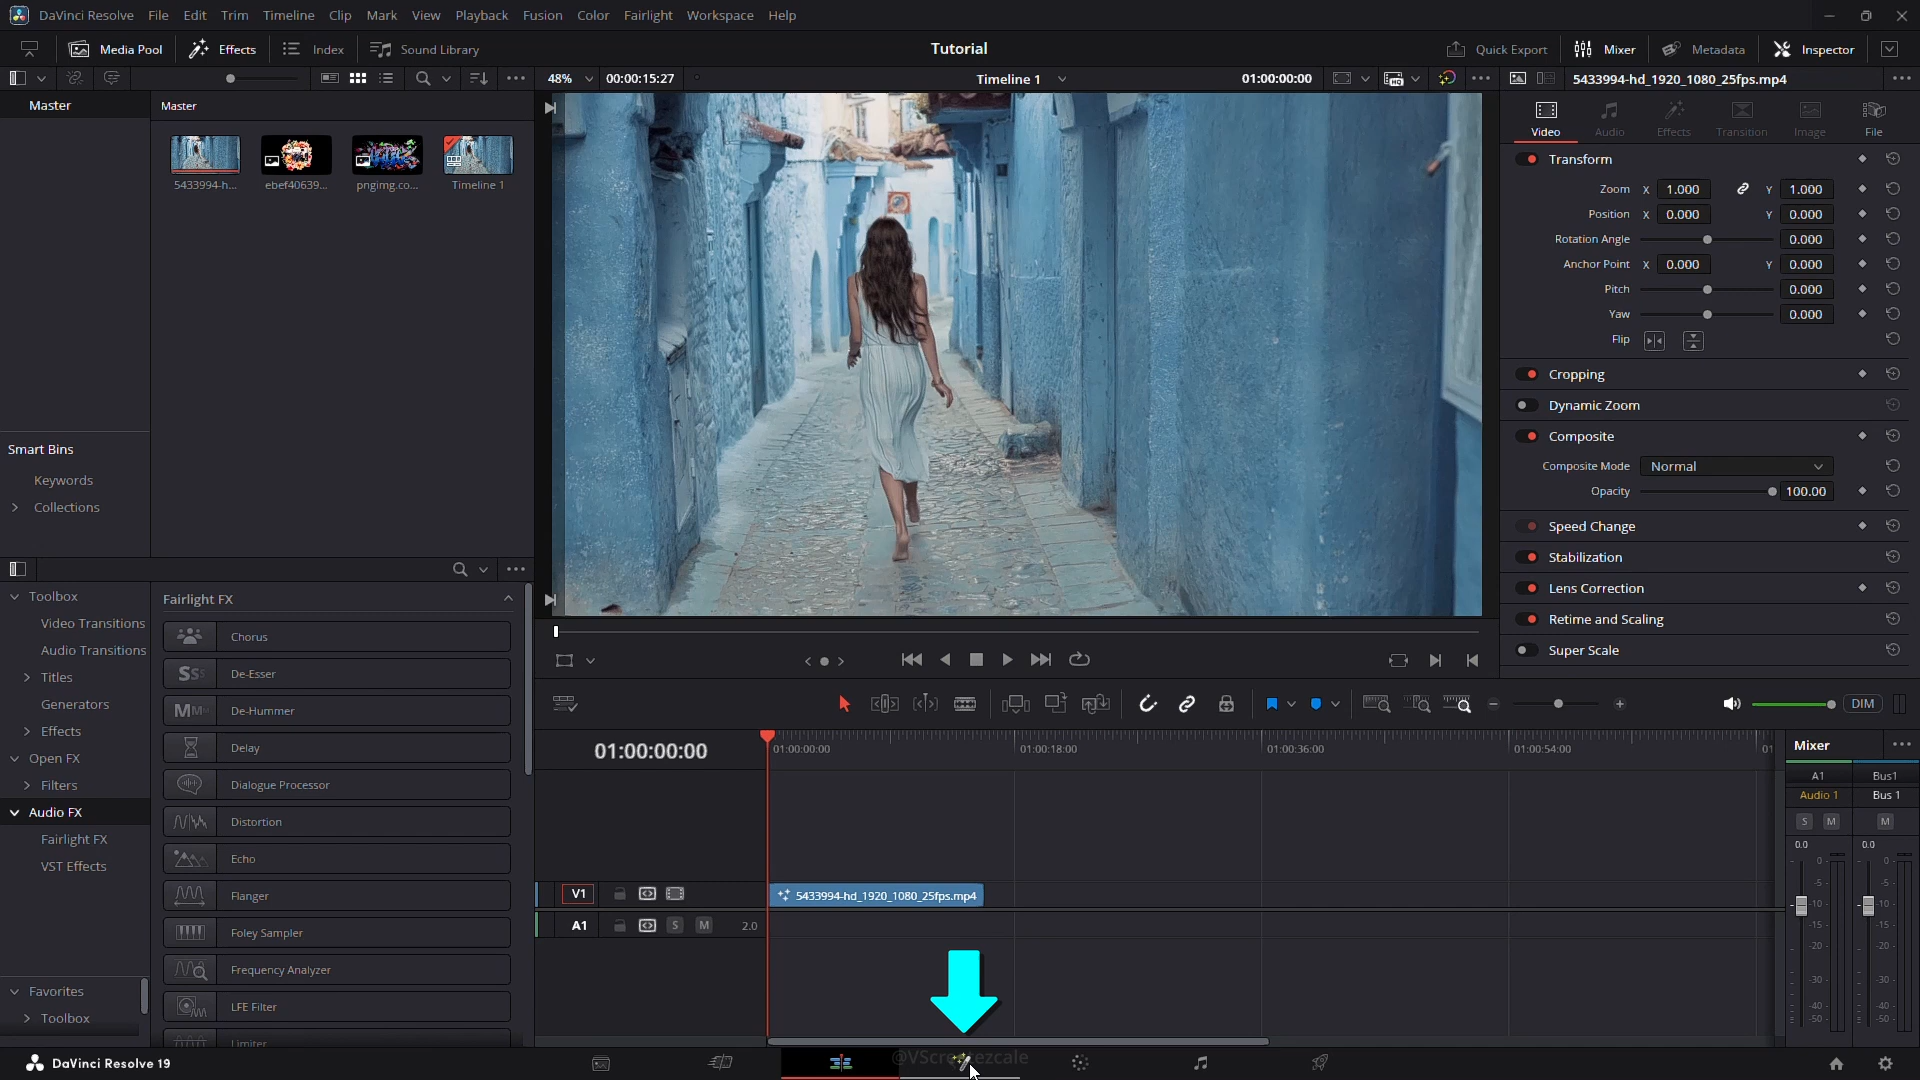 DaVinci Resolve File Edit Trim Timeline Clip Mark View Playback Fusion Color Fairlight Workspace Help
Media Pool Effects Index Sound Library Tutorial Quick Export Mixer Metadata Inspector
48% 00:00:15:27 Timeline 1 01:00:00:00 5433994-hd_1920_1080_25fps.mp4
Master Master
Video Audio Effects Transition Image File
5433994-h... ebef40639... pngimg.co... Timeline 1
Transform
Zoom X 1.000 Y 1.000
Position X 0.000 Y 0.000
Rotation Angle 0.000
Anchor Point X 0.000 Y 0.000
Pitch 0.000
Yaw 0.000
Flip
Cropping
Dynamic Zoom
Composite
Composite Mode Normal
Opacity 100.00
Speed Change
Stabilization
Lens Correction
Retime and Scaling
Super Scale
Smart Bins
Keywords
Collections
Toolbox
Video Transitions
Audio Transitions
Titles
Generators
Effects
Open FX
Filters
Audio FX
Fairlight FX
VST Effects
Favorites
Toolbox
Fairlight FX
Chorus
De-Esser
De-Hummer
Delay
Dialogue Processor
Distortion
Echo
Flanger
Foley Sampler
Frequency Analyzer
LFE Filter
Limiter
DIM
01:00:00:00 01:00:00:00 01:00:18:00 01:00:36:00 01:00:54:00 01
V1 5433994-hd_1920_1080_25fps.mp4
A1 S M 2.0
Mixer
A1 Bus1
Audio 1 Bus 1
S M M
0.0 0.0
0- 0-
-5- -5-
-10- -10-
-15- -15-
-20- -20-
-30- -30-
-40- -40-
-50- -50-
DaVinci Resolve 19